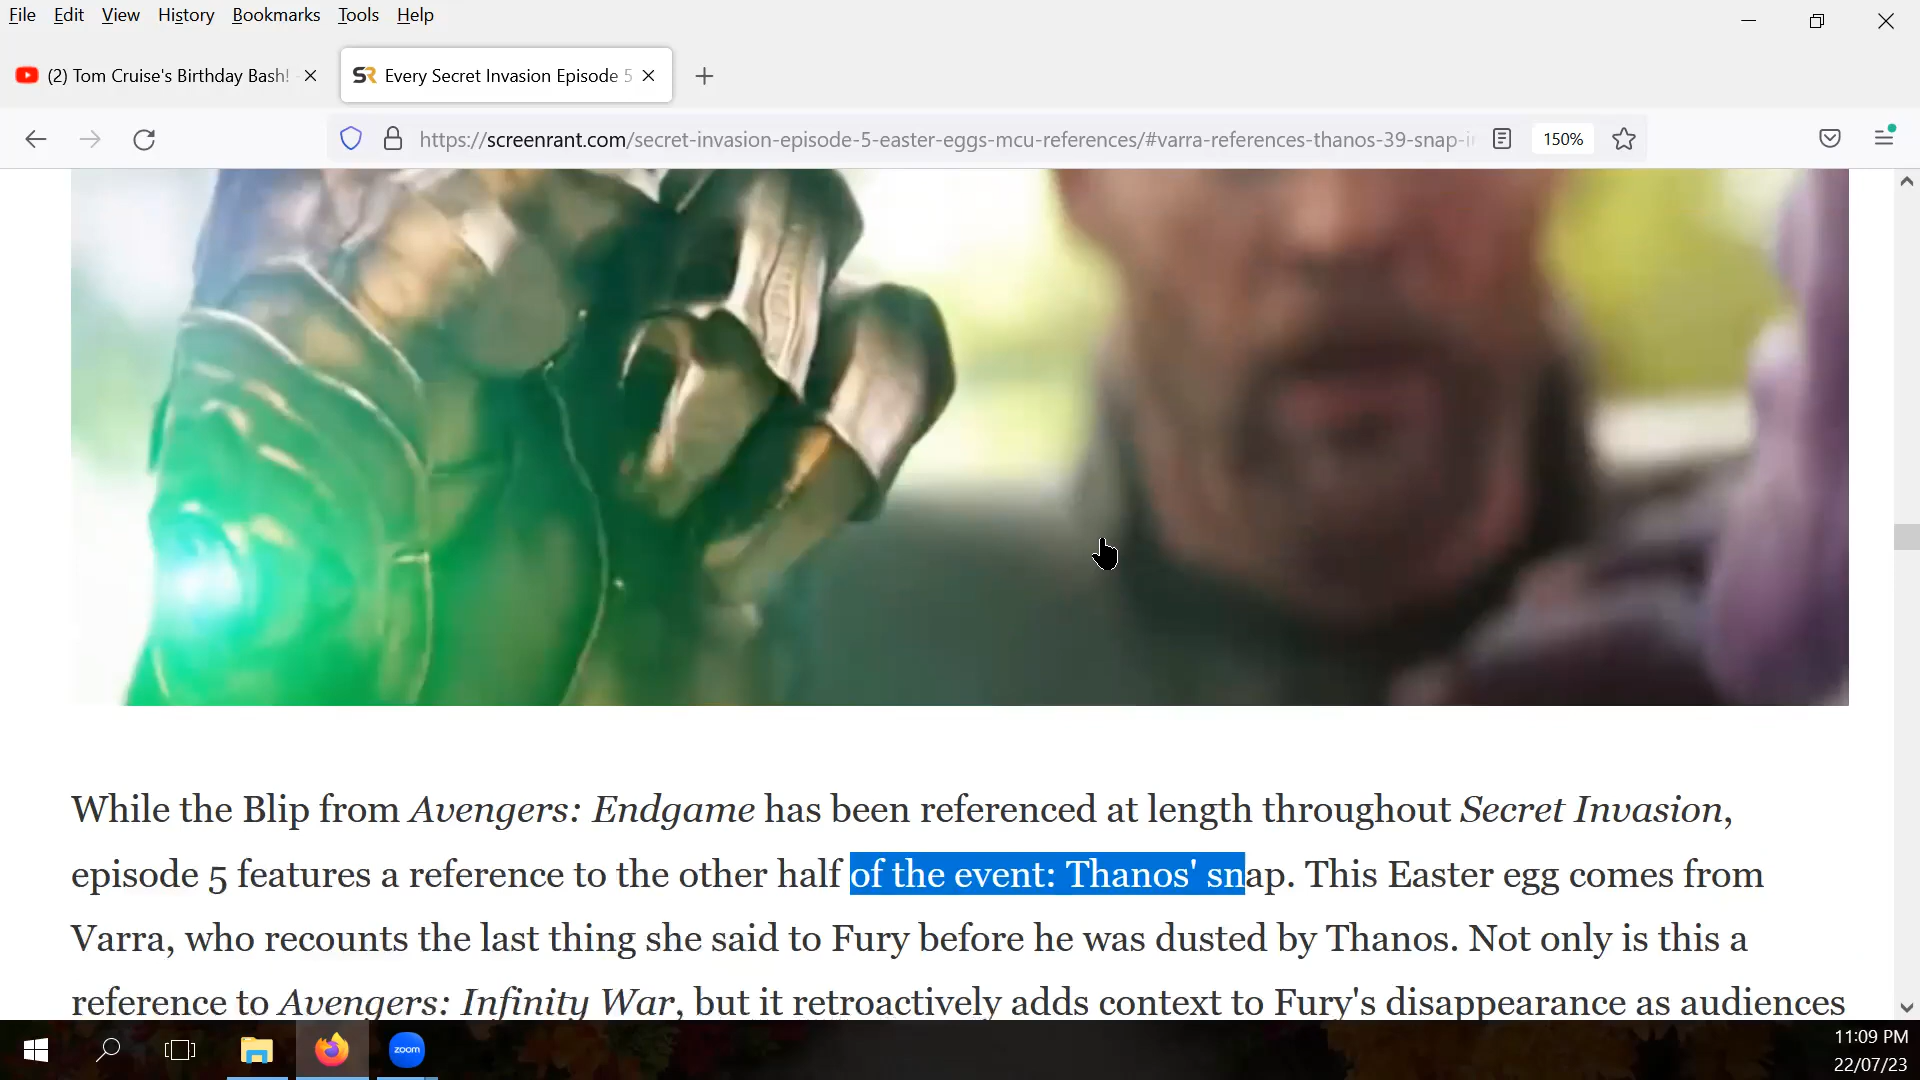 File Edit View History Bookmarks Tools Help
(2) Tom Cruise's Birthday Bash! Every Secret Invasion Episode 5
https://screenrant.com/secret-invasion-episode-5-easter-eggs-mcu-references/#varra-references-thanos-39-snap-i 150%
While the Blip from Avengers: Endgame has been referenced at length throughout Secret Invasion,
episode 5 features a reference to the other half of the event: Thanos' snap. This Easter egg comes from
Varra, who recounts the last thing she said to Fury before he was dusted by Thanos. Not only is this a
reference to Avengers: Infinity War, but it retroactively adds context to Fury's disappearance as audiences
zoom
11:09 PM
22/07/23